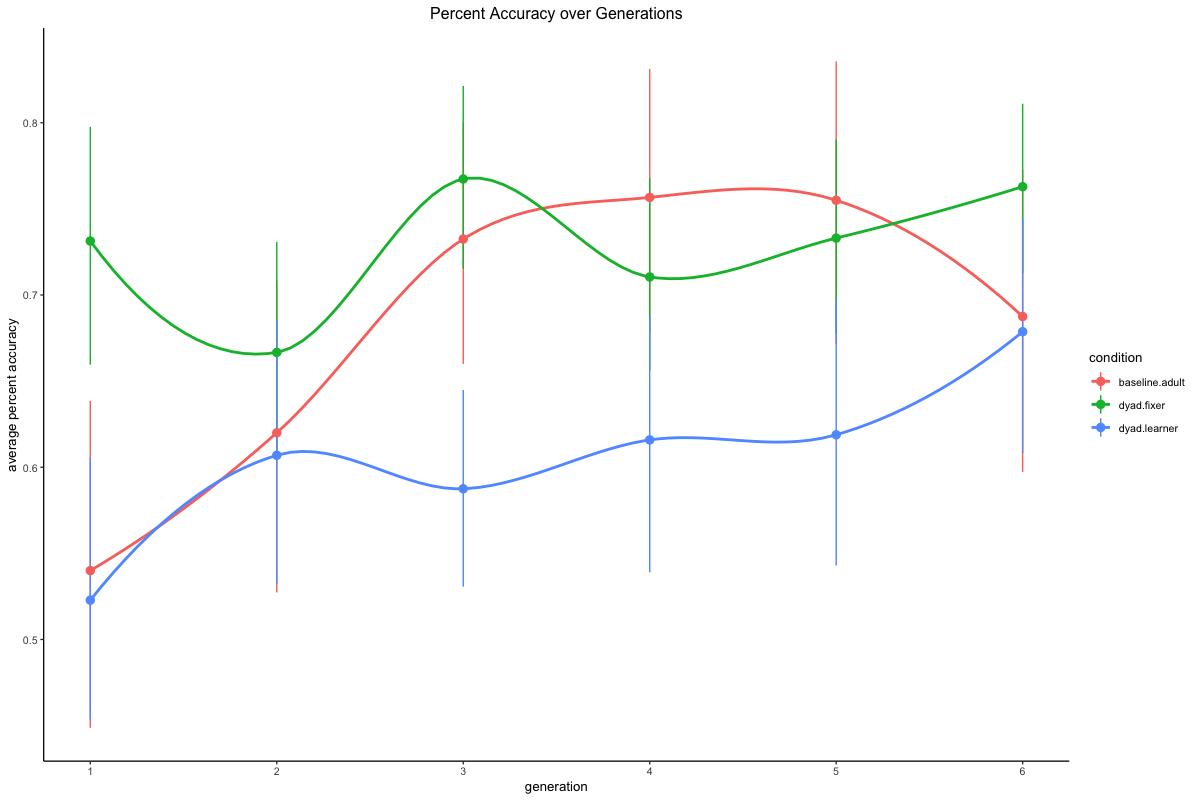 Percent Accuracy over Generations
average percent accuracy
0.8
0.7
0.6
0.5
1 2 3 4 5 6
generation
condition
baseline.adult
dyad.fixer
dyad.learner